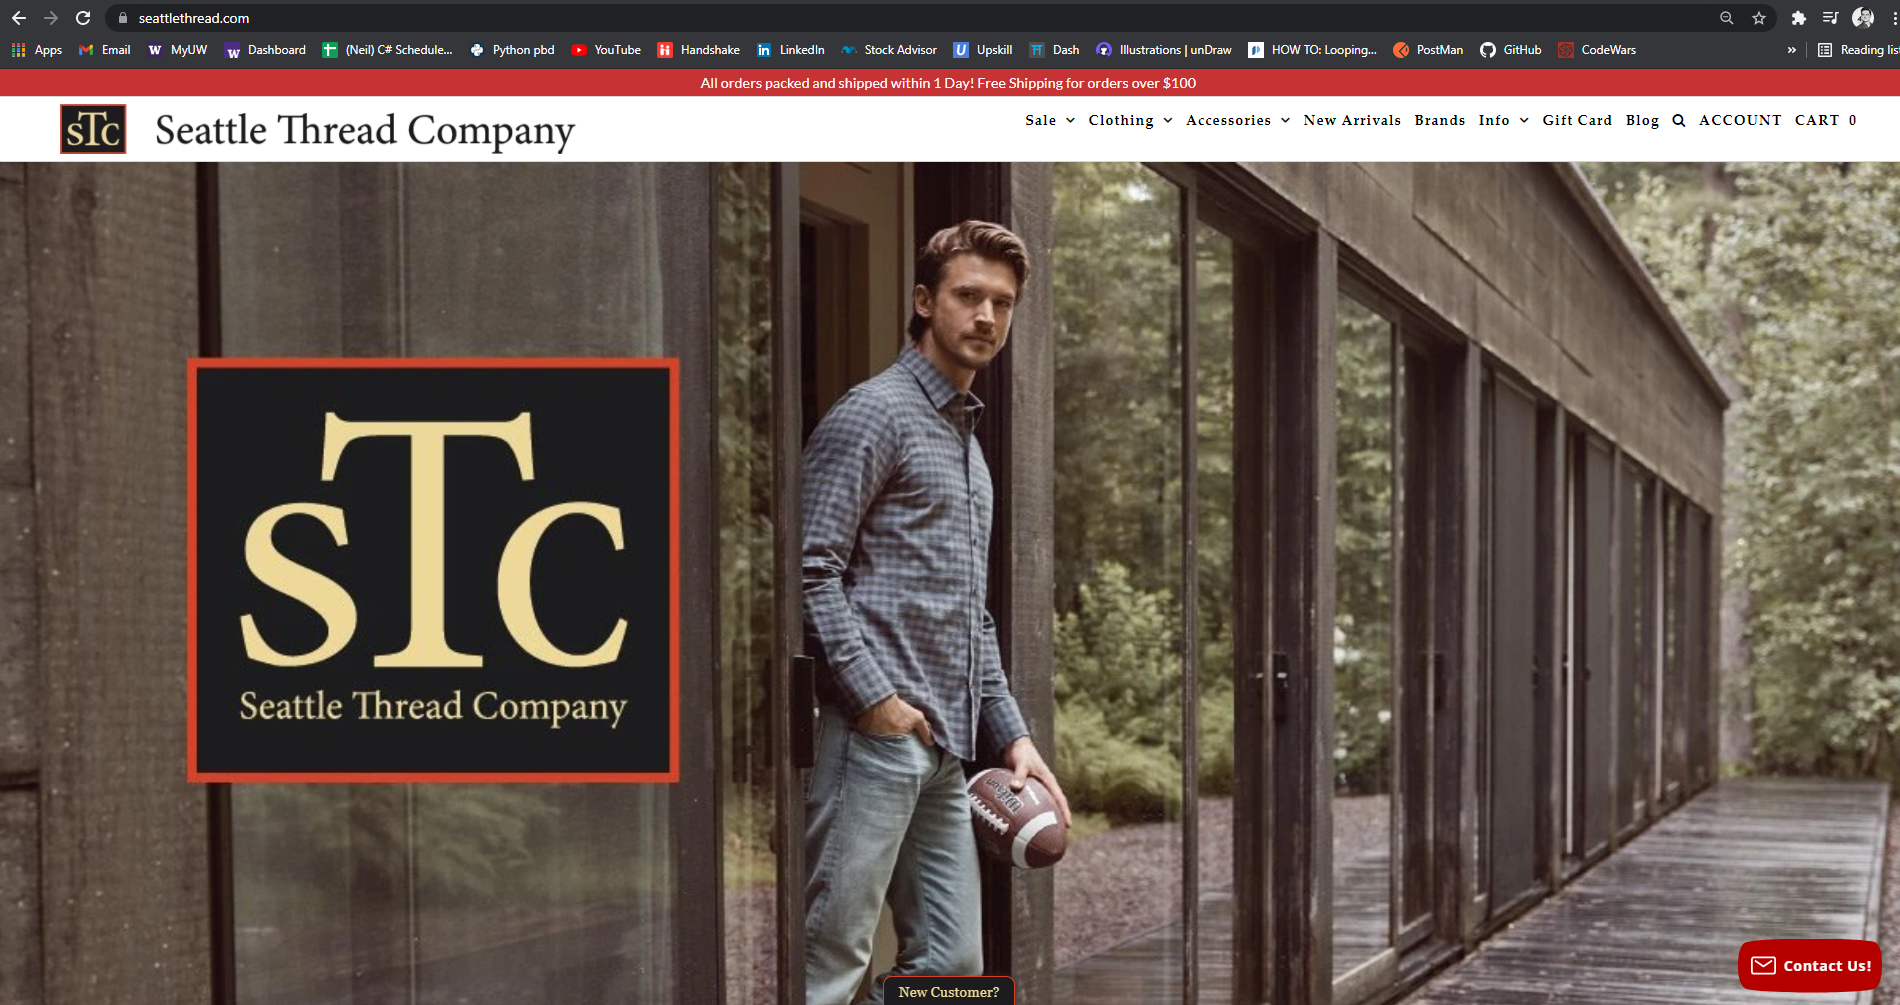 seattlethread.com
Apps Email MyUW Dashboard (Neil) C# Schedule... Python pbd YouTube Handshake LinkedIn Stock Advisor Upskill Dash Illustrations | unDraw HOW TO: Looping... PostMan GitHub CodeWars » Reading list
All orders packed and shipped within 1 Day! Free Shipping for orders over $100
sTc Seattle Thread Company
Sale Clothing Accessories New Arrivals Brands Info Gift Card Blog ACCOUNT CART 0
sTc
Seattle Thread Company
Wilson
New Customer?
Contact Us!